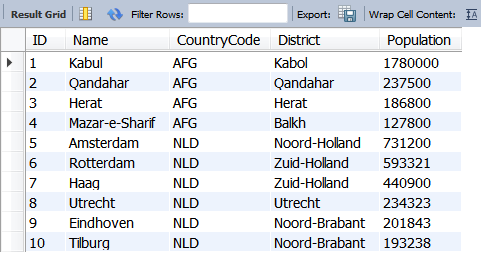 Result Grid Filter Rows: Export: Wrap Cell Content:
ID Name CountryCode District Population
1 Kabul AFG Kabol 1780000
2 Qandahar AFG Qandahar 237500
3 Herat AFG Herat 186800
4 Mazar-e-Sharif AFG Balkh 127800
5 Amsterdam NLD Noord-Holland 731200
6 Rotterdam NLD Zuid-Holland 593321
7 Haag NLD Zuid-Holland 440900
8 Utrecht NLD Utrecht 234323
9 Eindhoven NLD Noord-Brabant 201843
10 Tilburg NLD Noord-Brabant 193238